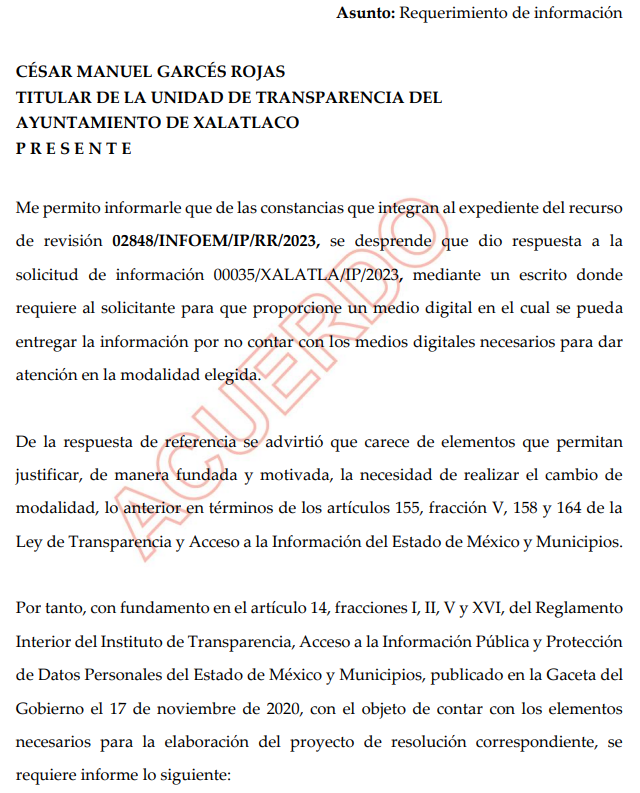 Asunto: Requerimiento de información
CÉSAR MANUEL GARCÉS ROJAS
TITULAR DE LA UNIDAD DE TRANSPARENCIA DEL
AYUNTAMIENTO DE XALATLACO
P R E S E N T E
Me permito informarle que de las constancias que integran al expediente del recurso
de revisión 02848/INFOEM/IP/RR/2023, se desprende que dio respuesta a la
solicitud de información 00035/XALATLA/IP/2023, mediante un escrito donde
requiere al solicitante para que proporcione un medio digital en el cual se pueda
entregar la información por no contar con los medios digitales necesarios para dar
atención en la modalidad elegida.
De la respuesta de referencia se advirtió que carece de elementos que permitan
justificar, de manera fundada y motivada, la necesidad de realizar el cambio de
modalidad, lo anterior en términos de los artículos 155, fracción V, 158 y 164 de la
Ley de Transparencia y Acceso a la Información del Estado de México y Municipios.
Por tanto, con fundamento en el artículo 14, fracciones I, II, V y XVI, del Reglamento
Interior del Instituto de Transparencia, Acceso a la Información Pública y Protección
de Datos Personales del Estado de México y Municipios, publicado en la Gaceta del
Gobierno el 17 de noviembre de 2020, con el objeto de contar con los elementos
necesarios para la elaboración del proyecto de resolución correspondiente, se
requiere informe lo siguiente:
ACUERDO